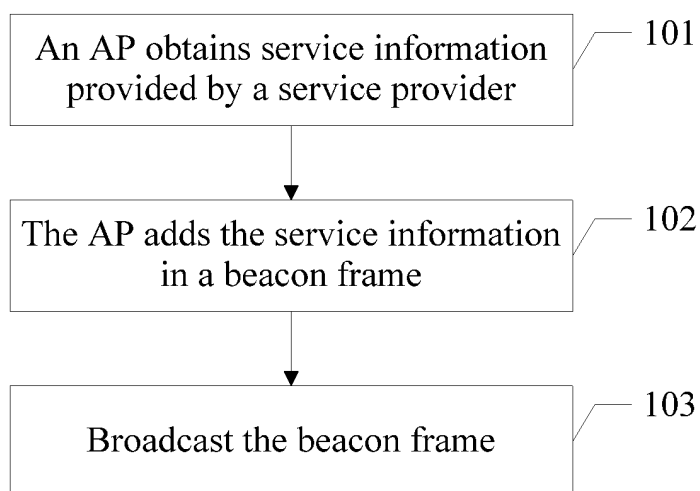 An AP obtains service information
provided by a service provider
101
The AP adds the service information
in a beacon frame
102
Broadcast the beacon frame
103